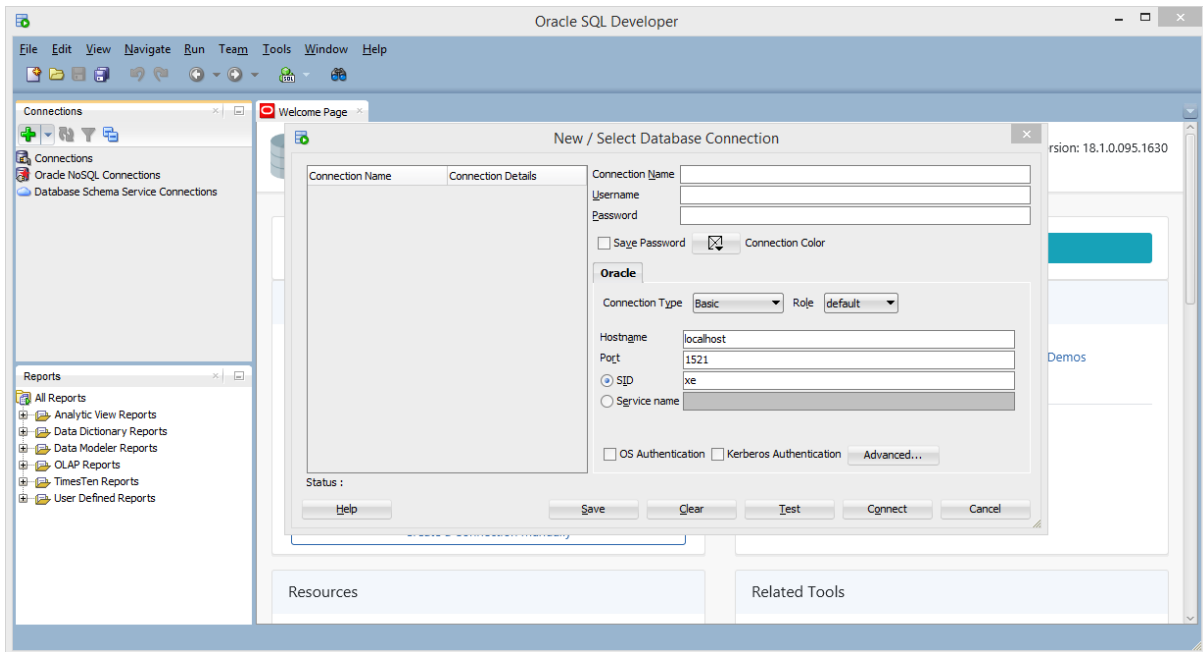 Oracle SQL Developer
File Edit View Navigate Run Team Tools Window Help
SQL
Connections
Connections
Oracle NoSQL Connections
Database Schema Service Connections
Reports
All Reports
Analytic View Reports
Data Dictionary Reports
Data Modeler Reports
OLAP Reports
TimesTen Reports
User Defined Reports
Welcome Page
rsion: 18.1.0.095.1630
Demos
New / Select Database Connection
Connection Name Connection Details
Connection Name
Username
Password
Save Password Connection Color
Oracle
Connection Type Basic Role default
Hostname localhost
Port 1521
SID xe
Service name
OS Authentication Kerberos Authentication Advanced...
Status :
Help Save Clear Test Connect Cancel
Create a Connection Manually
Resources Related Tools